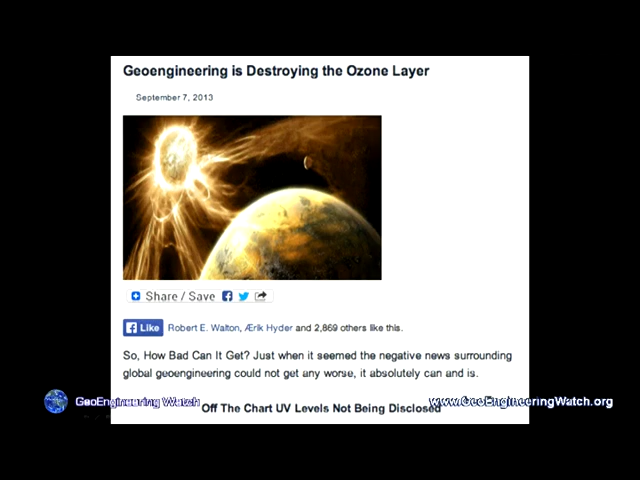 Geoengineering is Destroying the Ozone Layer
September 7, 2013
Share / Save
Like Robert E. Walton, Ærik Hyder and 2,869 others like this.
So, How Bad Can It Get? Just when it seemed the negative news surrounding
global geoengineering could not get any worse, it absolutely can and is.
GeoEngineering Watch
Off The Chart UV Levels Not Being Disclosed
www.GeoEngineeringWatch.org